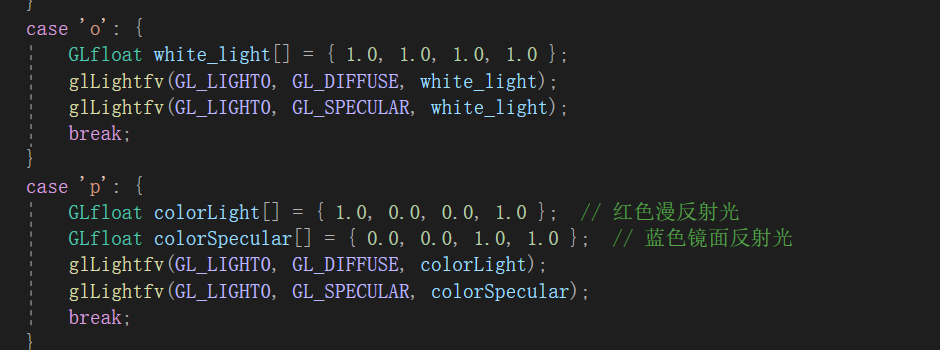 }
case 'o': {
GLfloat white_light[] = { 1.0, 1.0, 1.0, 1.0 };
glLightfv(GL_LIGHT0, GL_DIFFUSE, white_light);
glLightfv(GL_LIGHT0, GL_SPECULAR, white_light);
break;
}
case 'p': {
GLfloat colorLight[] = { 1.0, 0.0, 0.0, 1.0 };  // 红色漫反射光
GLfloat colorSpecular[] = { 0.0, 0.0, 1.0, 1.0 };  // 蓝色镜面反射光
glLightfv(GL_LIGHT0, GL_DIFFUSE, colorLight);
glLightfv(GL_LIGHT0, GL_SPECULAR, colorSpecular);
break;
}